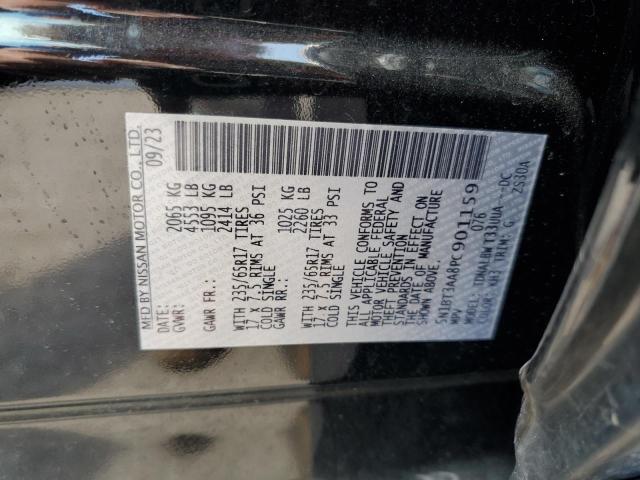 MFD. BY NISSAN MOTOR CO., LTD.
DATE: 09/23
GVWR: 2065 KG
4553 LB
GAWR FR.: 1095 KG
2414 LB
WITH 235/65R17 TIRES
17 X 7.5 RIMS AT 36 PSI
COLD SINGLE
GAWR RR.: 1025 KG
2260 LB
WITH 235/65R17 TIRES
17 X 7.5 RIMS AT 33 PSI
COLD SINGLE
THIS VEHICLE CONFORMS TO
ALL APPLICABLE FEDERAL
MOTOR VEHICLE SAFETY AND
THEFT PREVENTION
STANDARDS IN EFFECT ON THE DATE OF MANUFACTURE
SHOWN ABOVE.
5N1BT3AA8PC901159
MPV 076
MODEL: -DC
COLOR: KH3 TRIM: G 2S30A